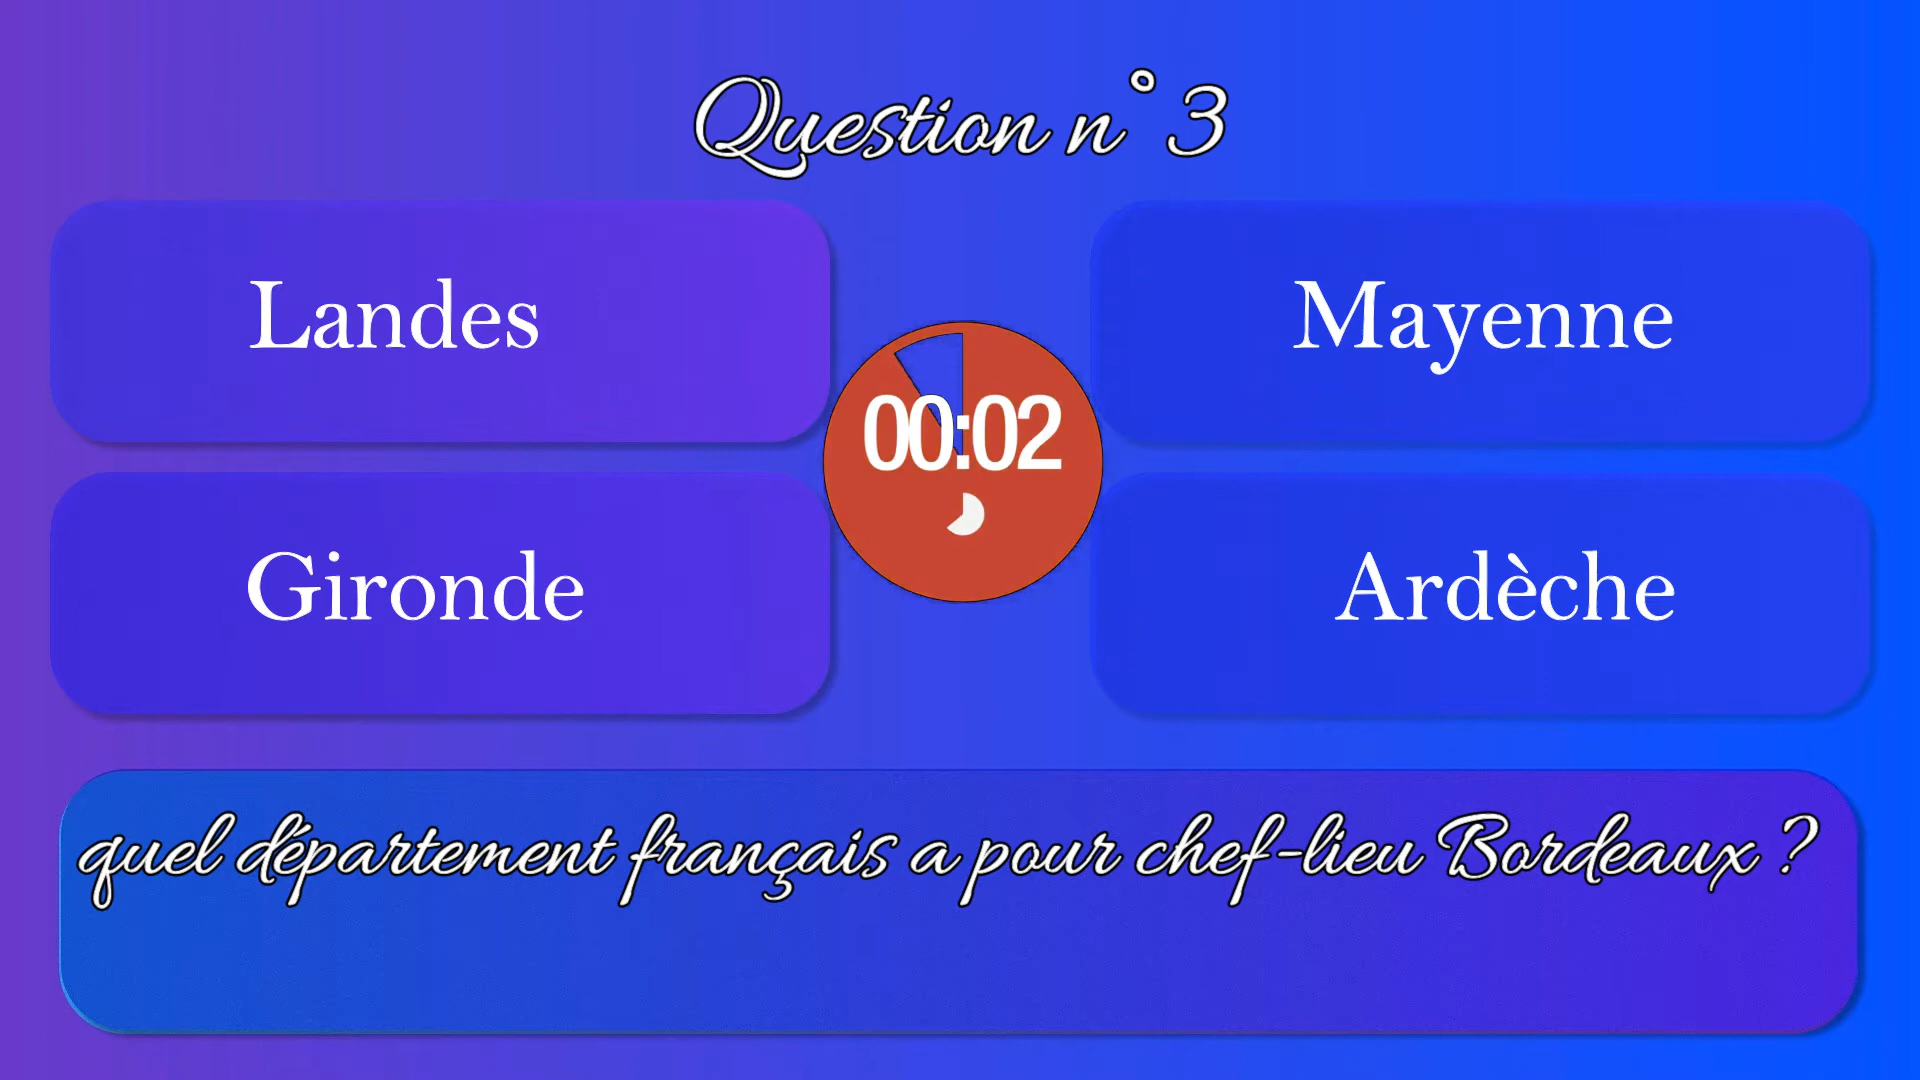 Question n° 3
Landes
Mayenne
00:02
Gironde
Ardèche
quel département français a pour chef-lieu Bordeaux ?